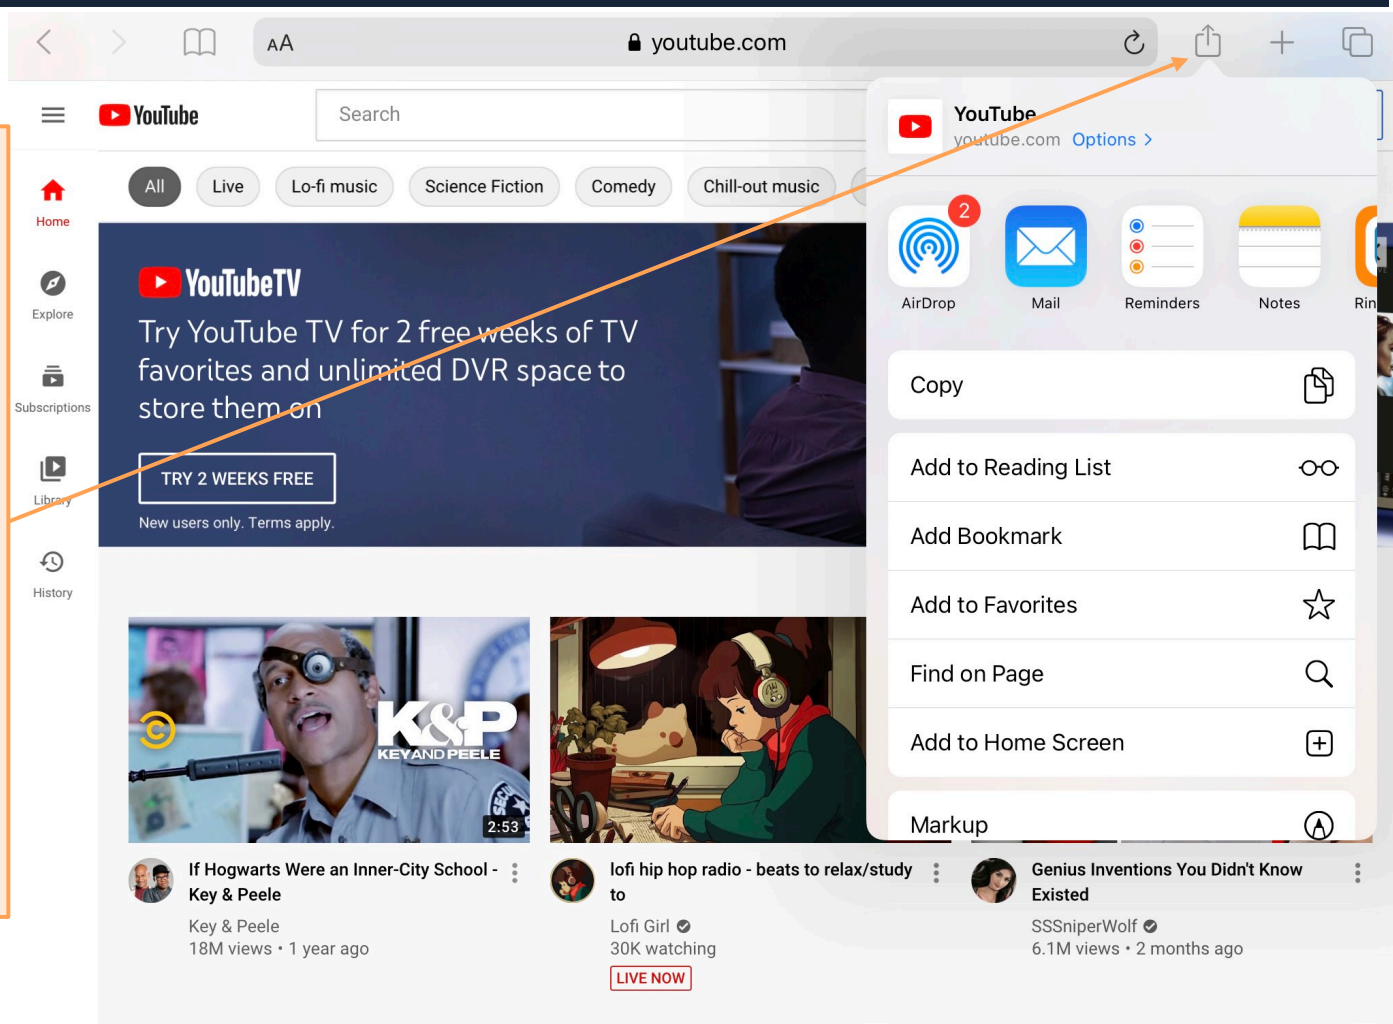 AA
youtube.com
YouTube
Search
YouTube
youtube.com Options >
All
Live
Lo-fi music
Science Fiction
Comedy
Chill-out music
Home
Explore
Subscriptions
Library
History
YouTubeTV
Try YouTube TV for 2 free weeks of TV
favorites and unlimited DVR space to
store them on
TRY 2 WEEKS FREE
New users only. Terms apply.
2
AirDrop
Mail
Reminders
Notes
Rin
Copy
Add to Reading List
Add Bookmark
Add to Favorites
Find on Page
Add to Home Screen
Markup
K&P
KEY AND PEELE
2:53
If Hogwarts Were an Inner-City School -
Key & Peele
Key & Peele
18M views • 1 year ago
lofi hip hop radio - beats to relax/study
to
Lofi Girl
30K watching
LIVE NOW
Genius Inventions You Didn't Know
Existed
SSSniperWolf
6.1M views • 2 months ago